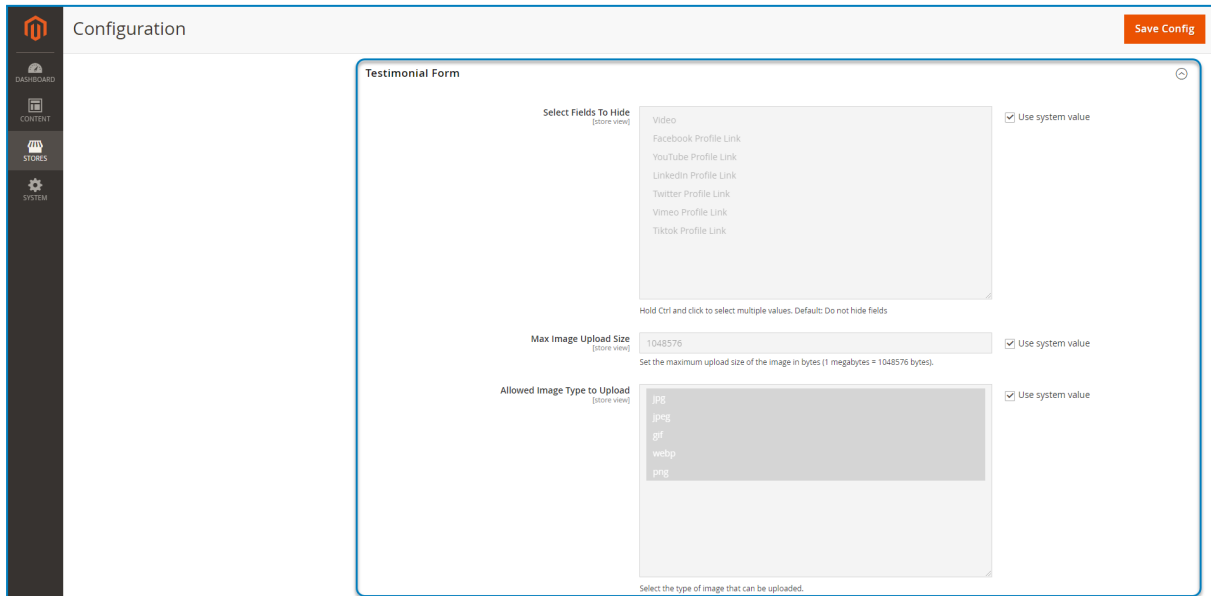 Configuration
Save Config
DASHBOARD
CONTENT
STORES
SYSTEM
Testimonial Form
Select Fields To Hide
[store view]
Video
Facebook Profile Link
YouTube Profile Link
LinkedIn Profile Link
Twitter Profile Link
Vimeo Profile Link
Tiktok Profile Link
Use system value
Hold Ctrl and click to select multiple values. Default: Do not hide fields
Max Image Upload Size
[store view]
1048576
Use system value
Set the maximum upload size of the image in bytes (1 megabytes = 1048576 bytes).
Allowed Image Type to Upload
[store view]
jpg
jpeg
gif
webp
png
Use system value
Select the type of image that can be uploaded.